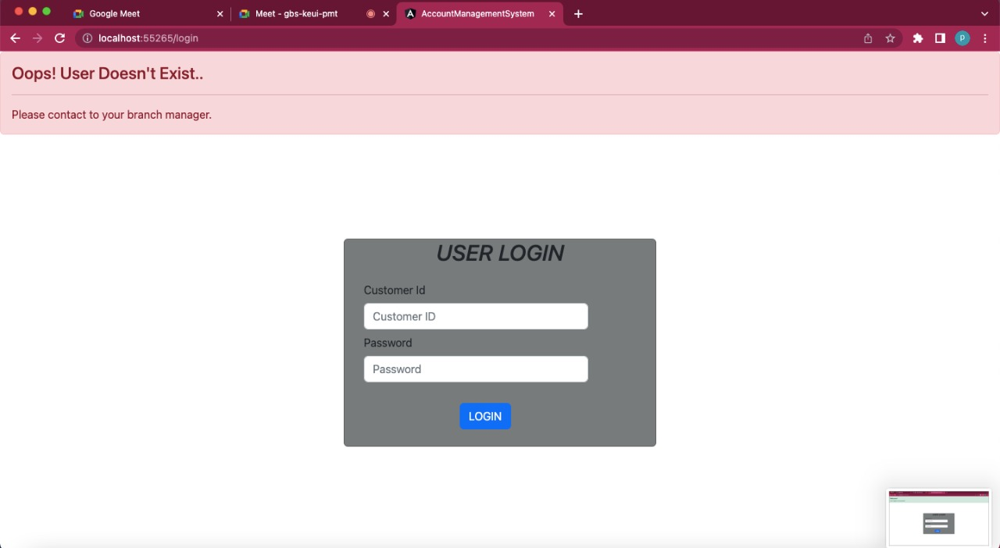 Google Meet
Meet - gbs-keui-pmt
AccountManagementSystem
localhost:55265/login
p
Oops! User Doesn't Exist..
Please contact to your branch manager.
USER LOGIN
Customer Id
Customer ID
Password
Password
LOGIN